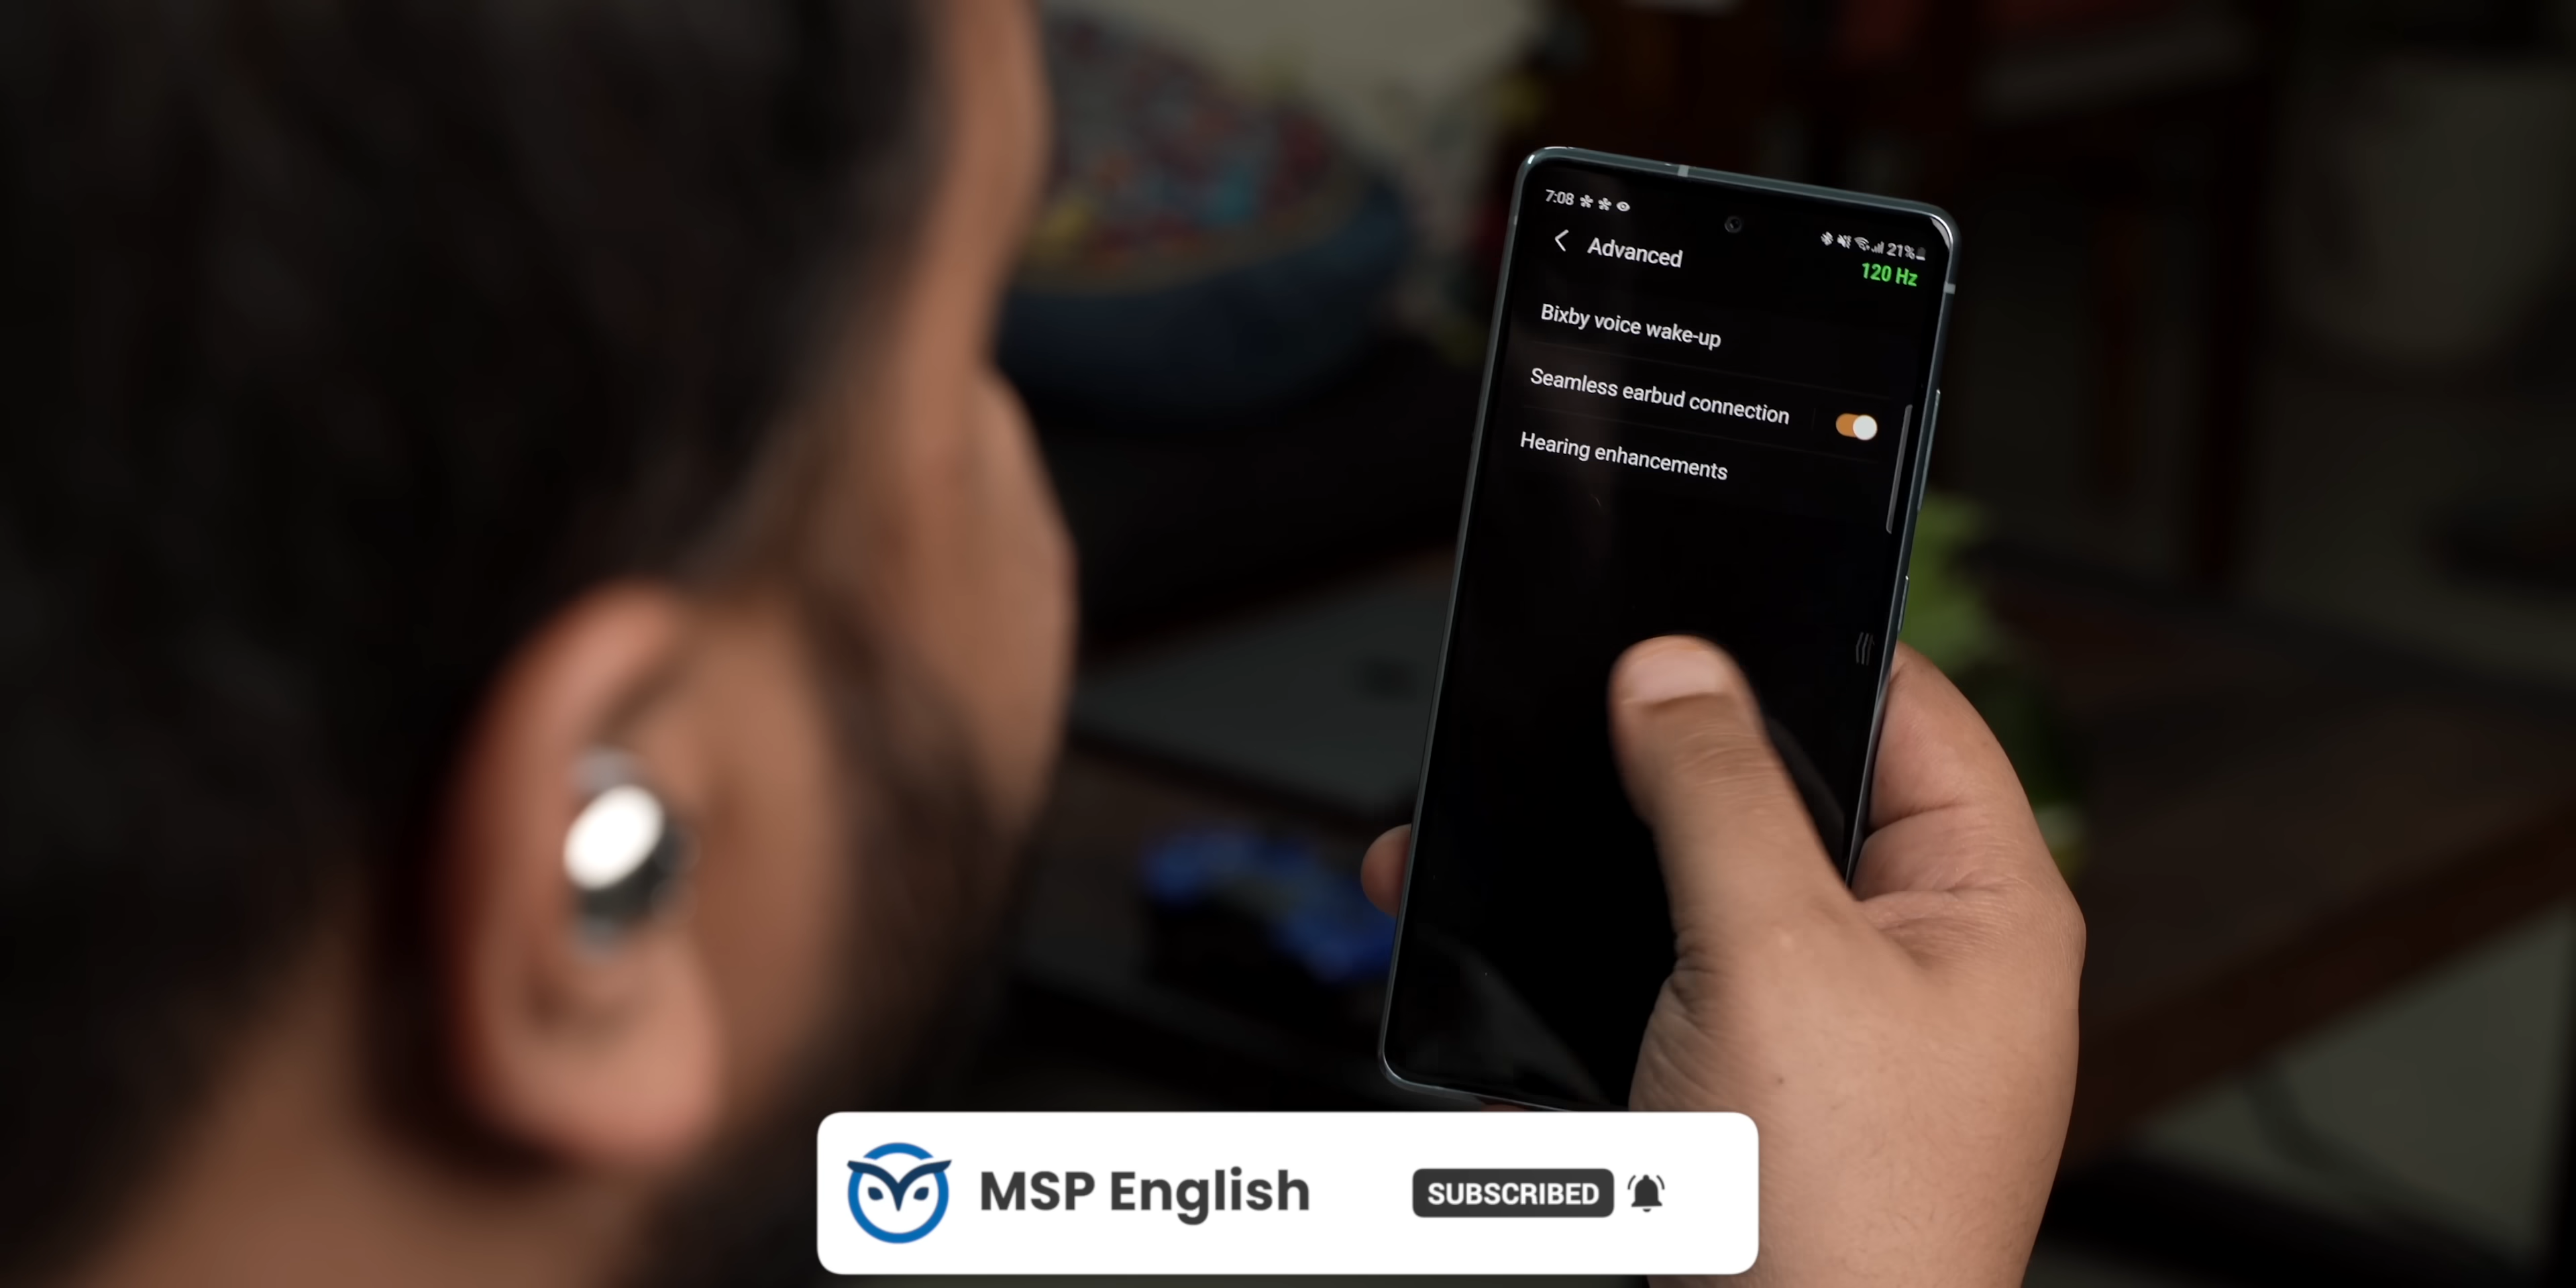 7:08
21%
120 Hz
Advanced
Bixby voice wake-up
Seamless earbud connection
Hearing enhancements
MSP English
SUBSCRIBED